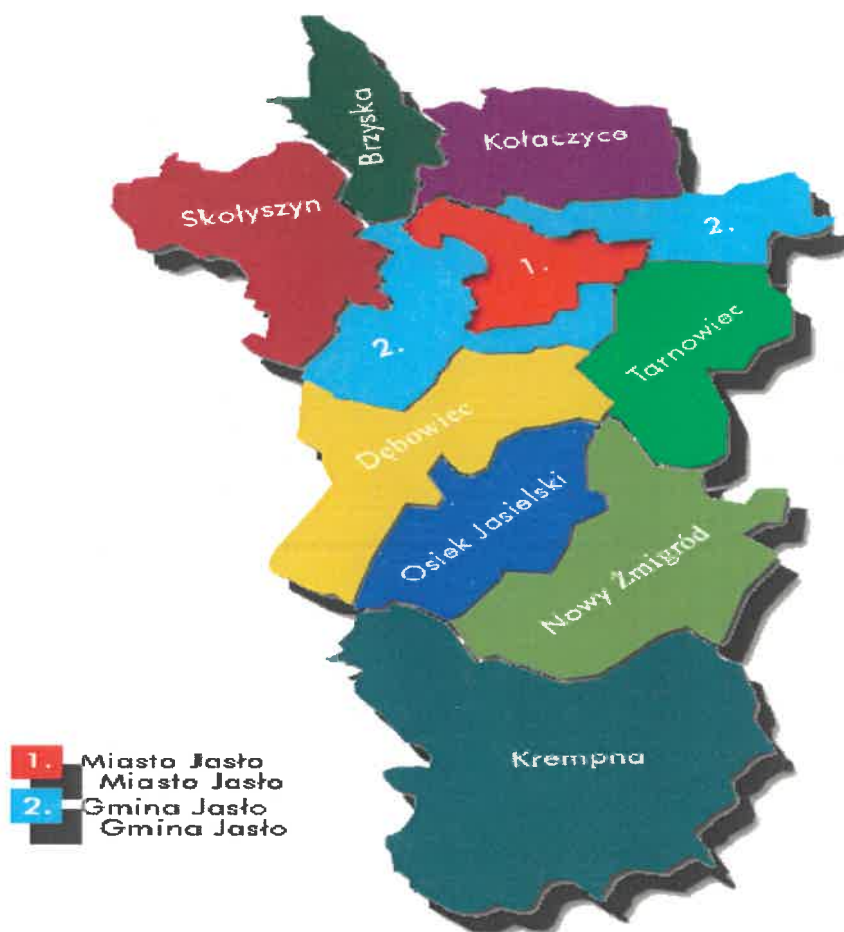 Brzyska
Kołaczyce
Skołyszyn
2.
1.
2.
Tarnowiec
Dębowiec
Osiek Jasielski
Nowy Żmigród
Krempna
1. Miasto Jasło
Miasto Jasło
2. Gmina Jasło
Gmina Jasło